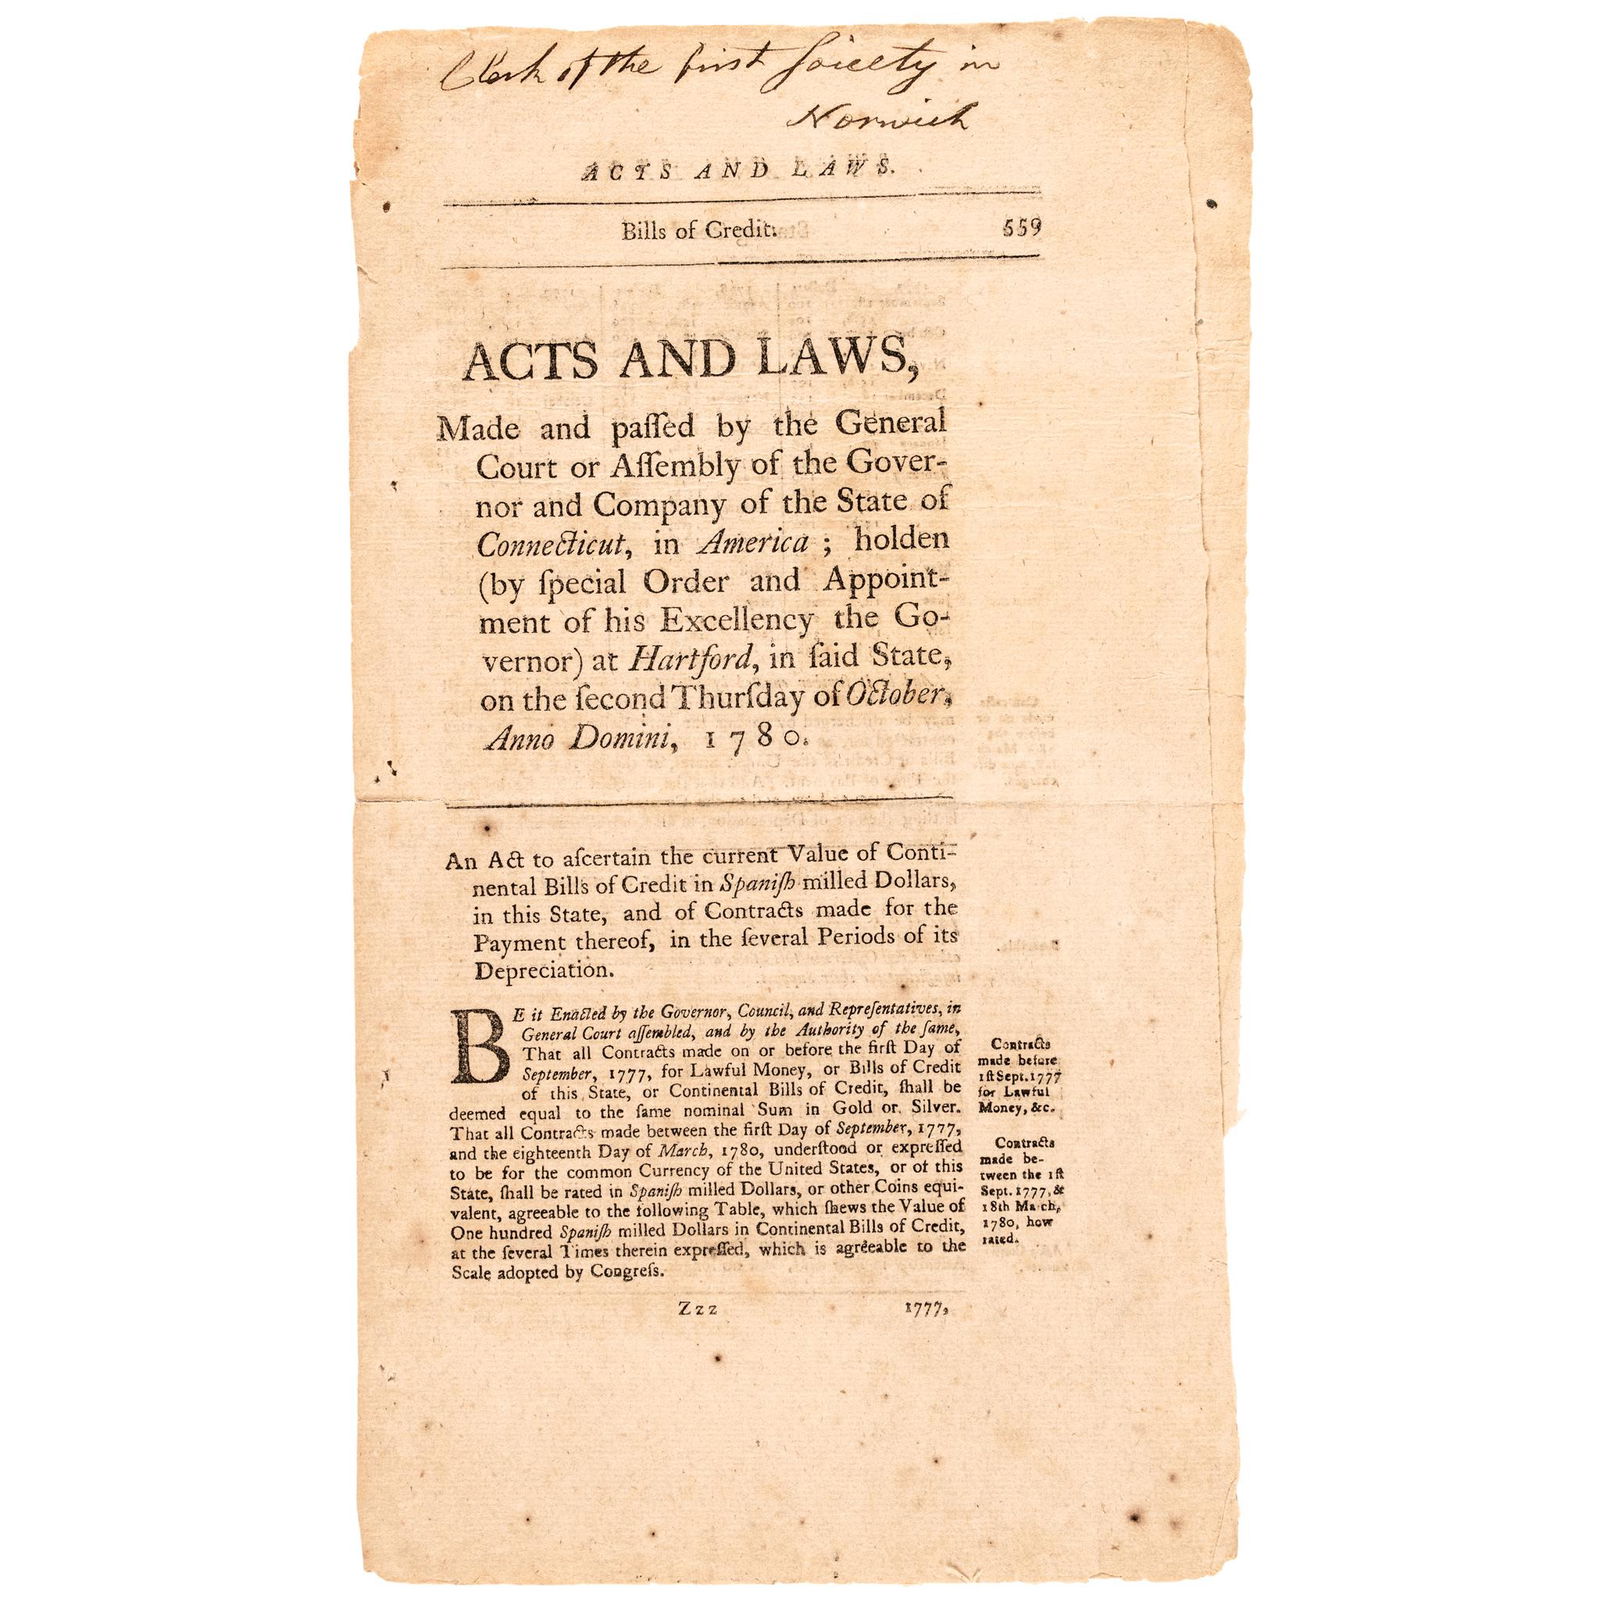 Clerk of the first Society in
Norwich
ACTS AND LAWS.
Bills of Credit. 559
ACTS AND LAWS,
Made and paſſed by the General
Court or Aſſembly of the Gover-
nor and Company of the State of
Connecticut, in America ; holden
(by ſpecial Order and Appoint-
ment of his Excellency the Go-
vernor) at Hartford, in ſaid State,
on the ſecond Thurſday of October,
Anno Domini, 1780.
An Act to aſcertain the current Value of Conti-
nental Bills of Credit in Spaniſh milled Dollars,
in this State, and of Contracts made for the
Payment thereof, in the ſeveral Periods of its
Depreciation.
BE it Enacted by the Governor, Council, and Repreſentatives, in
General Court aſſembled, and by the Authority of the ſame,
That all Contracts made on or before the firſt Day of
September, 1777, for Lawful Money, or Bills of Credit
of this State, or Continental Bills of Credit, ſhall be
deemed equal to the ſame nominal Sum in Gold or Silver.
That all Contracts made between the firſt Day of September, 1777,
and the eighteenth Day of March, 1780, underſtood or expreſſed
to be for the common Currency of the United States, or of this
State, ſhall be rated in Spaniſh milled Dollars, or other Coins equi-
valent, agreeable to the following Table, which ſhews the Value of
One hundred Spaniſh milled Dollars in Continental Bills of Credit,
at the ſeveral Times therein expreſſed, which is agreeable to the
Scale adopted by Congreſs.
Contracts
made before
1ſt Sept. 1777
for Lawful
Money, &c.
Contracts
made be-
tween the 1ſt
Sept. 1777, &
18th March,
1780, how
rated.
Zzz 1777,